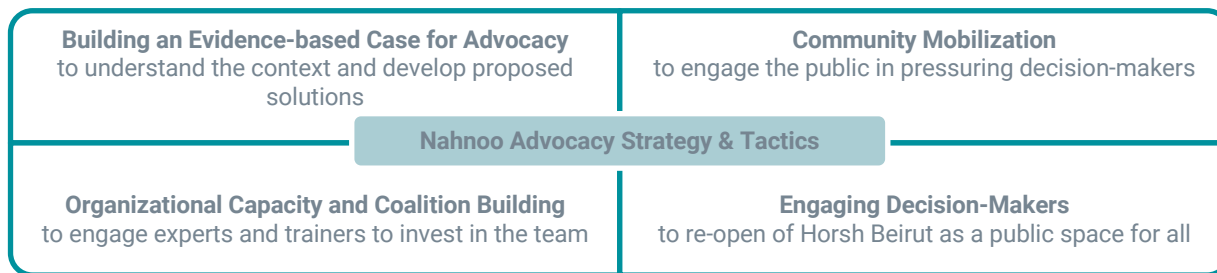 Building an Evidence-based Case for Advocacy
to understand the context and develop proposed
solutions
Community Mobilization
to engage the public in pressuring decision-makers
Nahnoo Advocacy Strategy & Tactics
Organizational Capacity and Coalition Building
to engage experts and trainers to invest in the team
Engaging Decision-Makers
to re-open of Horsh Beirut as a public space for all